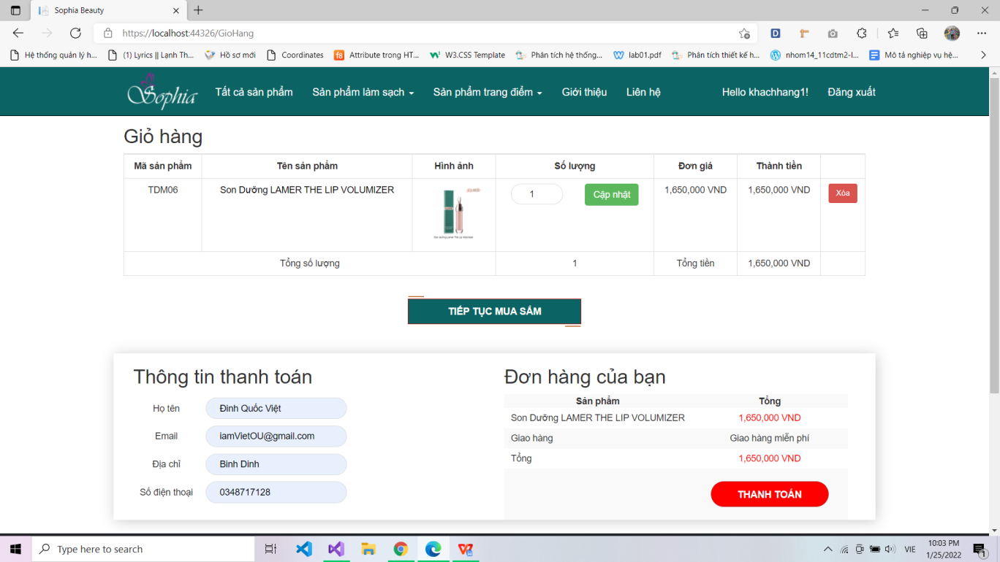 Sophia Beauty
https://localhost:44326/GioHang
Hệ thống quản lý h... (1) Lyrics || Lạnh Th... Hồ sơ mới Coordinates Attribute trong HT... W3.CSS Template Phân tích hệ thống... lab01.pdf Phân tích thiết kế h... nhom14_11cdtm2-l... Mô tả nghiệp vụ hệ...
Sophia Tất cả sản phẩm Sản phẩm làm sạch Sản phẩm trang điểm Giới thiệu Liên hệ Hello khachhang1! Đăng xuất
Giỏ hàng
Mã sản phẩm Tên sản phẩm Hình ảnh Số lượng Đơn giá Thành tiền
TDM06 Son Dưỡng LAMER THE LIP VOLUMIZER 1 Cập nhật 1,650,000 VND 1,650,000 VND Xóa
Tổng số lượng 1 Tổng tiền 1,650,000 VND
TIẾP TỤC MUA SẮM
Thông tin thanh toán
Họ tên Đinh Quốc Việt
Email iamVietOU@gmail.com
Địa chỉ Binh Dinh
Số điện thoại 0348717128
Đơn hàng của bạn
Sản phẩm Tổng
Son Dưỡng LAMER THE LIP VOLUMIZER 1,650,000 VND
Giao hàng Giao hàng miễn phí
Tổng 1,650,000 VND
THANH TOÁN
Type here to search
VIE
10:03 PM
1/25/2022
1